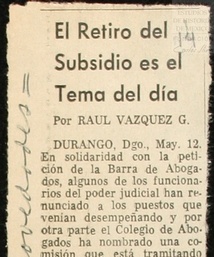 14
El Retiro del
Subsidio es el
Tema del día
Por RAUL VAZQUEZ G.
DURANGO, Dgo., May. 12.
En solidaridad con la peti-
ción de la Barra de Aboga-
dos, algunos de los funciona-
rios del poder judicial han re-
nunciado a los puestos que
venían desempeñando y por
otra parte el Colegio de Abo-
gados ha nombrado una co-
misión que está tramitando
ovedades=